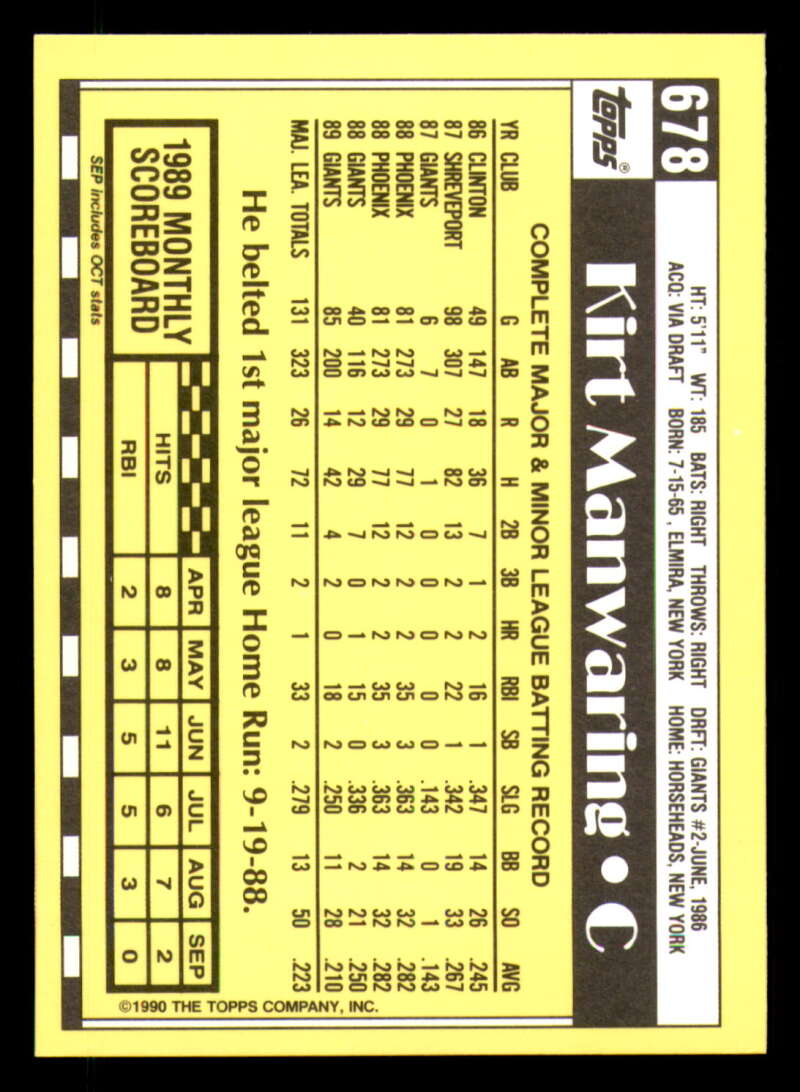 678
topps®
HT: 5'11" WT: 185 BATS: RIGHT THROWS: RIGHT DRFT: GIANTS #2-JUNE, 1986
ACQ: VIA DRAFT BORN: 7-15-65 , ELMIRA, NEW YORK HOME: HORSEHEADS, NEW YORK
Kirt Manwaring • C
COMPLETE MAJOR & MINOR LEAGUE BATTING RECORD
YR CLUB G AB R H 2B 3B HR RBI SB SLG BB SO AVG
86 CLINTON 49 147 18 36 7 1 2 16 1 .347 14 26 .245
87 SHREVEPORT 98 307 27 82 13 2 2 22 1 .342 19 33 .267
87 GIANTS 6 7 0 1 0 0 0 0 0 .143 0 1 .143
88 PHOENIX 81 273 29 77 12 2 2 35 3 .363 14 32 .282
88 PHOENIX 81 273 29 77 12 2 2 35 3 .363 14 32 .282
88 GIANTS 40 116 12 29 7 0 1 15 0 .336 2 21 .250
89 GIANTS 85 200 14 42 4 2 0 18 2 .250 11 28 .210
MAJ. LEA. TOTALS 131 323 26 72 11 2 1 33 2 .279 13 50 .223
He belted 1st major league Home Run: 9-19-88.
1989 MONTHLY
SCOREBOARD
APR MAY JUN JUL AUG SEP
HITS 8 8 11 6 7 2
RBI 2 3 5 5 3 0
SEP includes OCT stats
©1990 THE TOPPS COMPANY, INC.